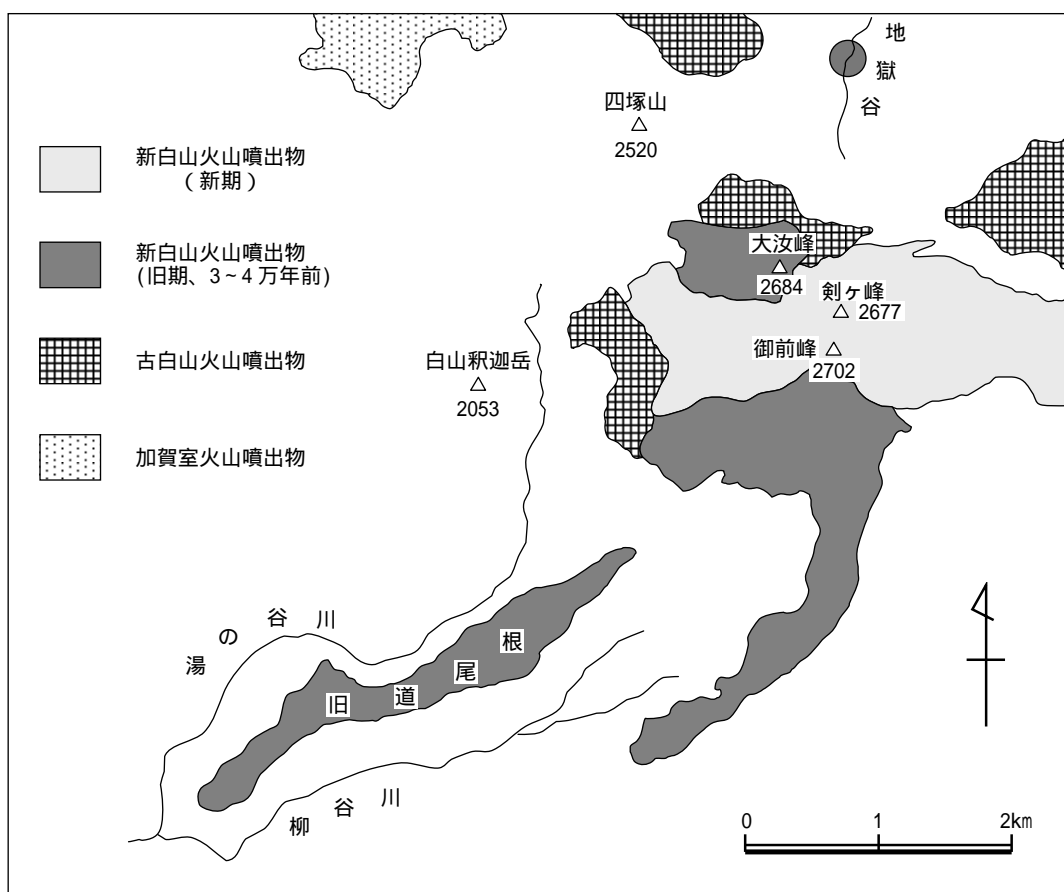 地獄谷
四塚山
2520
新白山火山噴出物
(新期)
新白山火山噴出物
(旧期、3~4万年前)
古白山火山噴出物
加賀室火山噴出物
大汝峰
2684
剣ヶ峰
2677
御前峰
2702
白山釈迦岳
2053
湯の谷川
旧道尾根
柳谷川
0 1 2km